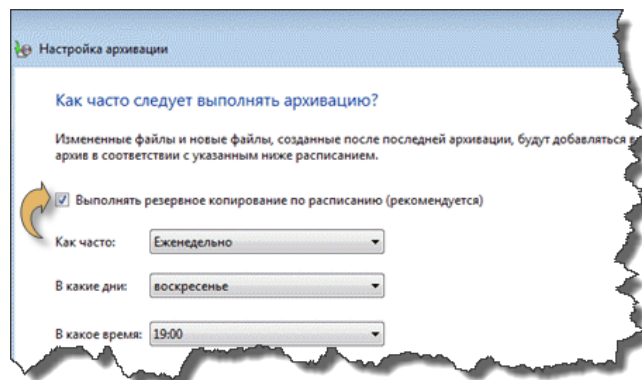 Настройка архивации
Как часто следует выполнять архивацию?
Измененные файлы и новые файлы, созданные после последней архивации, будут добавляться в
архив в соответствии с указанным ниже расписанием.
Выполнять резервное копирование по расписанию (рекомендуется)
Как часто: Еженедельно
В какие дни: воскресенье
В какое время: 19:00